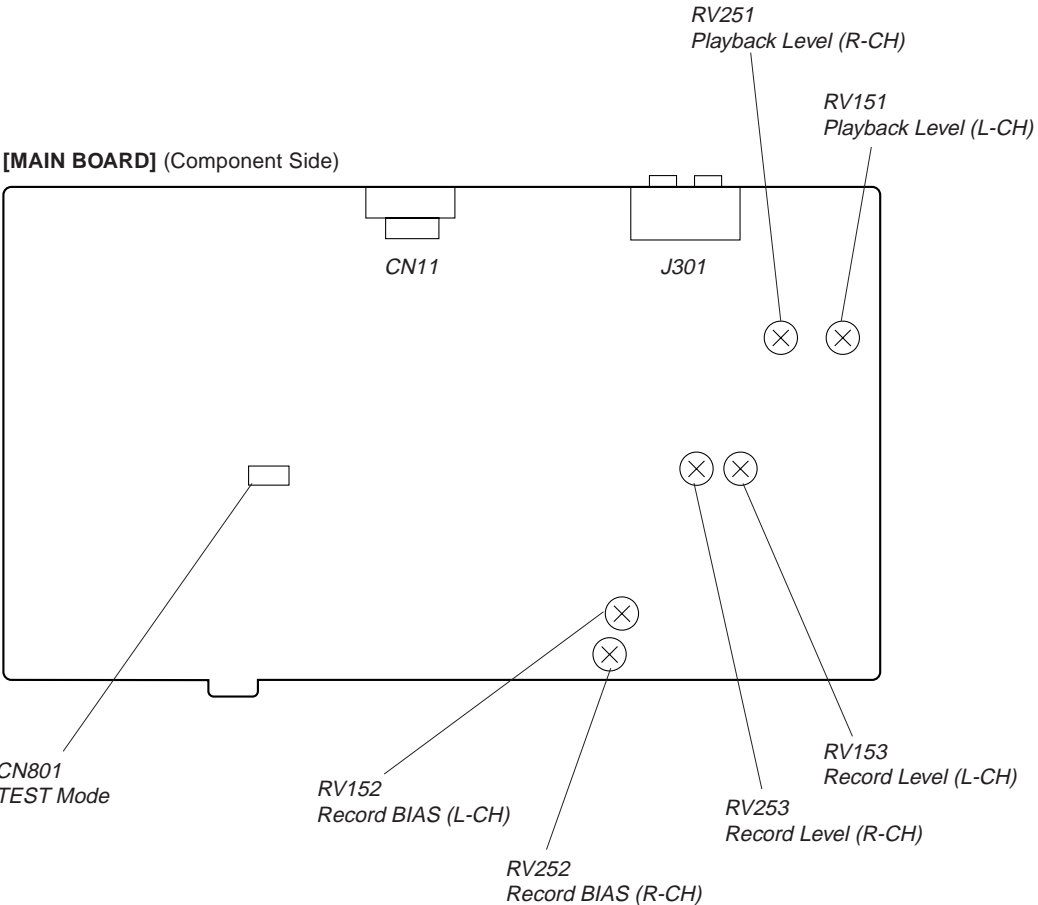 RV251
Playback Level (R-CH)
RV151
Playback Level (L-CH)
[MAIN BOARD] (Component Side)
CN11
J301
CN801
TEST Mode
RV152
Record BIAS (L-CH)
RV252
Record BIAS (R-CH)
RV253
Record Level (R-CH)
RV153
Record Level (L-CH)